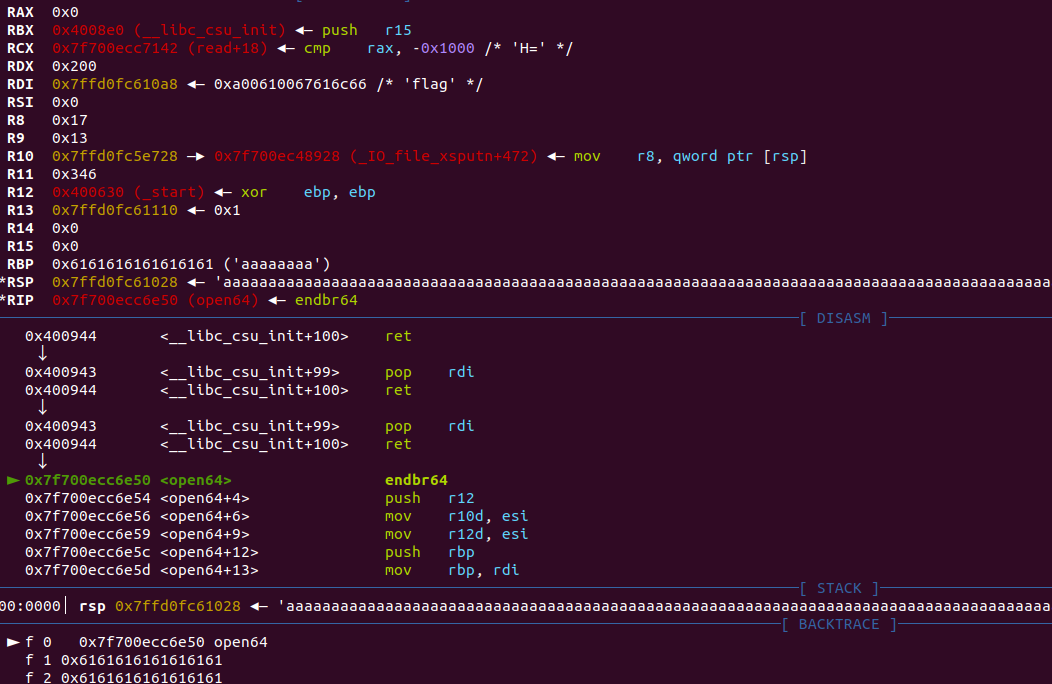 RAX 0x0
RBX 0x4008e0 (__libc_csu_init) ◂— push r15
RCX 0x7f700ecc7142 (read+18) ◂— cmp rax, -0x1000 /* 'H=' */
RDX 0x200
RDI 0x7ffd0fc610a8 ◂— 0xa00610067616c66 /* 'flag' */
RSI 0x0
R8 0x17
R9 0x13
R10 0x7ffd0fc5e728 —▸ 0x7f700ec48928 (_IO_file_xsputn+472) ◂— mov r8, qword ptr [rsp]
R11 0x346
R12 0x400630 (_start) ◂— xor ebp, ebp
R13 0x7ffd0fc61110 ◂— 0x1
R14 0x0
R15 0x0
RBP 0x6161616161616161 ('aaaaaaaa')
*RSP 0x7ffd0fc61028 ◂— 'aaaaaaaaaaaaaaaaaaaaaaaaaaaaaaaaaaaaaaaaaaaaaaaaaaaaaaaaaaaaaaaaaaaaaaaaaaaaaaaaaaaaaaaaaaaa
*RIP 0x7f700ecc6e50 (open64) ◂— endbr64
[ DISASM ]
0x400944 <__libc_csu_init+100> ret
↓
0x400943 <__libc_csu_init+99> pop rdi
0x400944 <__libc_csu_init+100> ret
↓
0x400943 <__libc_csu_init+99> pop rdi
0x400944 <__libc_csu_init+100> ret
↓
► 0x7f700ecc6e50 <open64> endbr64
0x7f700ecc6e54 <open64+4> push r12
0x7f700ecc6e56 <open64+6> mov r10d, esi
0x7f700ecc6e59 <open64+9> mov r12d, esi
0x7f700ecc6e5c <open64+12> push rbp
0x7f700ecc6e5d <open64+13> mov rbp, rdi
[ STACK ]
00:0000│ rsp 0x7ffd0fc61028 ◂— 'aaaaaaaaaaaaaaaaaaaaaaaaaaaaaaaaaaaaaaaaaaaaaaaaaaaaaaaaaaaaaaaaaaaaaaaaaaaaaaaaaaaaa
[ BACKTRACE ]
► f 0 0x7f700ecc6e50 open64
f 1 0x6161616161616161
f 2 0x6161616161616161